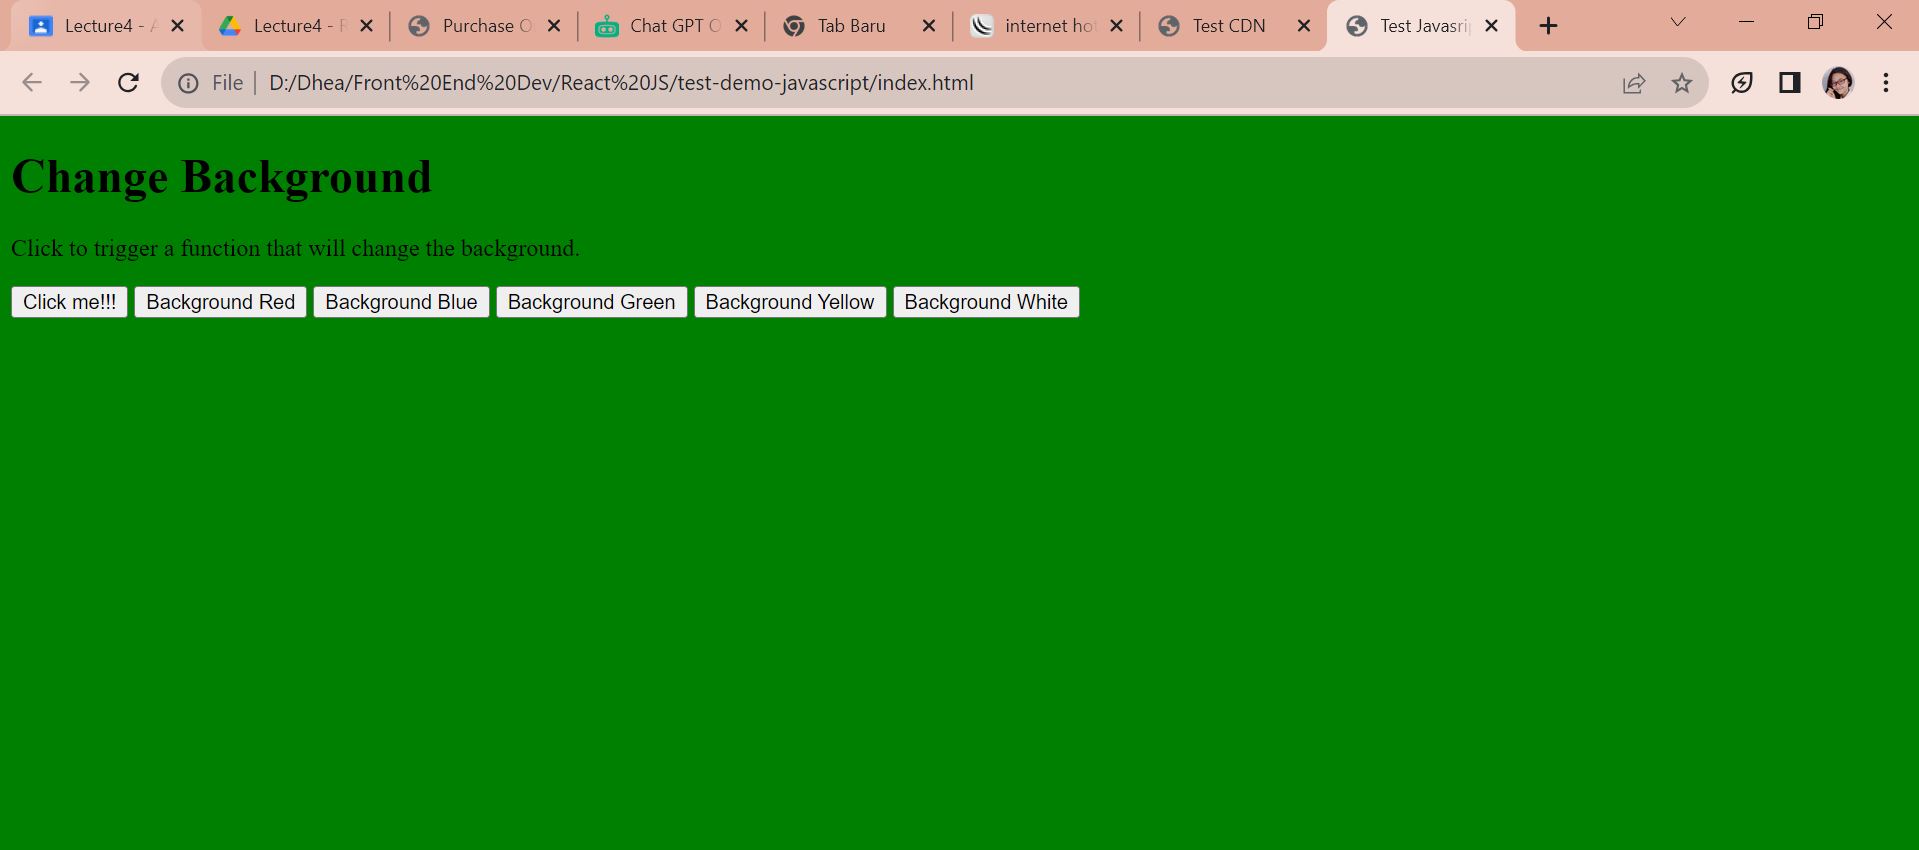 Lecture4 - A
Lecture4 - R
Purchase O
Chat GPT O
Tab Baru
internet hot
Test CDN
Test Javasri
File
D:/Dhea/Front%20End%20Dev/React%20JS/test-demo-javascript/index.html
Change Background
Click to trigger a function that will change the background.
Click me!!! Background Red Background Blue Background Green Background Yellow Background White